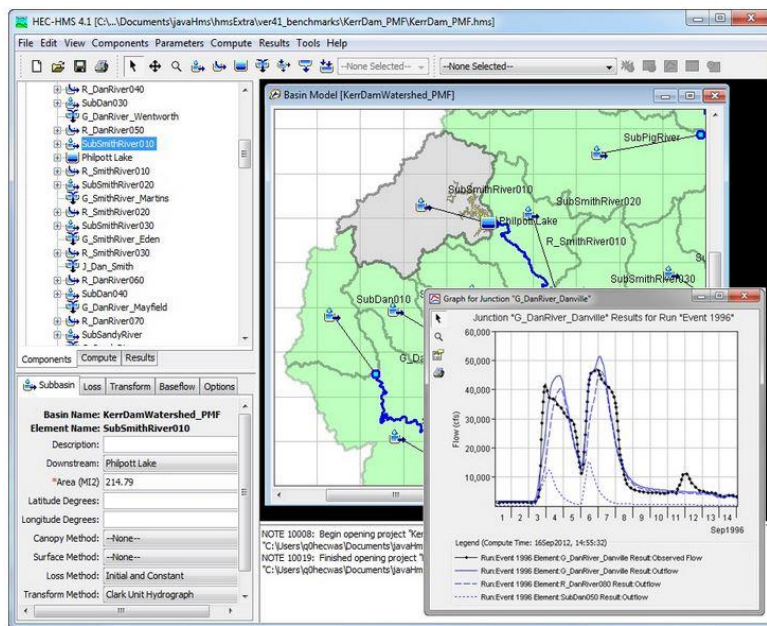 HEC-HMS 4.1 [C:\...\Documents\javaHms\hmsExtra\ver41_benchmarks\KerrDam_PMF\KerrDam_PMF.hms]
File Edit View Components Parameters Compute Results Tools Help
--None Selected-- --None Selected--
R_DanRiver040
SubDan030
G_DanRiver_Wentworth
R_DanRiver050
SubSmithRiver010
Philpott Lake
R_SmithRiver010
SubSmithRiver020
G_SmithRiver_Martins
R_SmithRiver020
SubSmithRiver030
G_SmithRiver_Eden
R_SmithRiver030
J_Dan_Smith
R_DanRiver060
SubDan040
G_DanRiver_Mayfield
R_DanRiver070
SubSandyRiver
Components Compute Results
Subbasin Loss Transform Baseflow Options
Basin Name: KerrDamWatershed_PMF
Element Name: SubSmithRiver010
Description:
Downstream: Philpott Lake
*Area (MI2) 214.79
Latitude Degrees:
Longitude Degrees:
Canopy Method: --None--
Surface Method: --None--
Loss Method: Initial and Constant
Transform Method: Clark Unit Hydrograph
Basin Model [KerrDamWatershed_PMF]
SubPigRiver
SubSmithRiver010
SubSmithRiver020
Philpott Lake
R_SmithRiver010
SubSmithRiver030
SubDan010
G_Da
NOTE 10008: Begin opening project "Ker
"C:\Users\q0hecwas\Documents\javaHm
NOTE 10019: Finished opening project "
"C:\Users\q0hecwas\Documents\javaHm
Graph for Junction "G_DanRiver_Danville"
Junction "G_DanRiver_Danville" Results for Run "Event 1996"
60,000
50,000
40,000
30,000
20,000
10,000
Flow (cfs)
1 2 3 4 5 6 7 8 9 10 11 12 13 14
Sep1996
Legend (Compute Time: 16Sep2012, 14:55:32)
Run:Event 1996 Element:G_DanRiver_Danville Result:Observed Flow
Run:Event 1996 Element:G_DanRiver_Danville Result:Outflow
Run:Event 1996 Element:R_DanRiver080 Result:Outflow
Run:Event 1996 Element:SubDan050 Result:Outflow